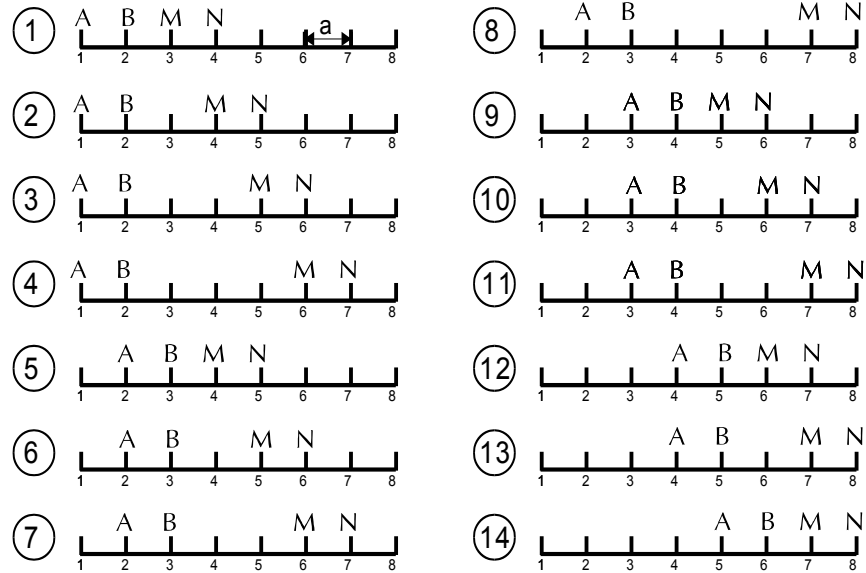 1 A B M N a
1 2 3 4 5 6 7 8
2 A B M N
1 2 3 4 5 6 7 8
3 A B M N
1 2 3 4 5 6 7 8
4 A B M N
1 2 3 4 5 6 7 8
5 A B M N
1 2 3 4 5 6 7 8
6 A B M N
1 2 3 4 5 6 7 8
7 A B M N
1 2 3 4 5 6 7 8
8 A B M N
1 2 3 4 5 6 7 8
9 A B M N
1 2 3 4 5 6 7 8
10 A B M N
1 2 3 4 5 6 7 8
11 A B M N
1 2 3 4 5 6 7 8
12 A B M N
1 2 3 4 5 6 7 8
13 A B M N
1 2 3 4 5 6 7 8
14 A B M N
1 2 3 4 5 6 7 8